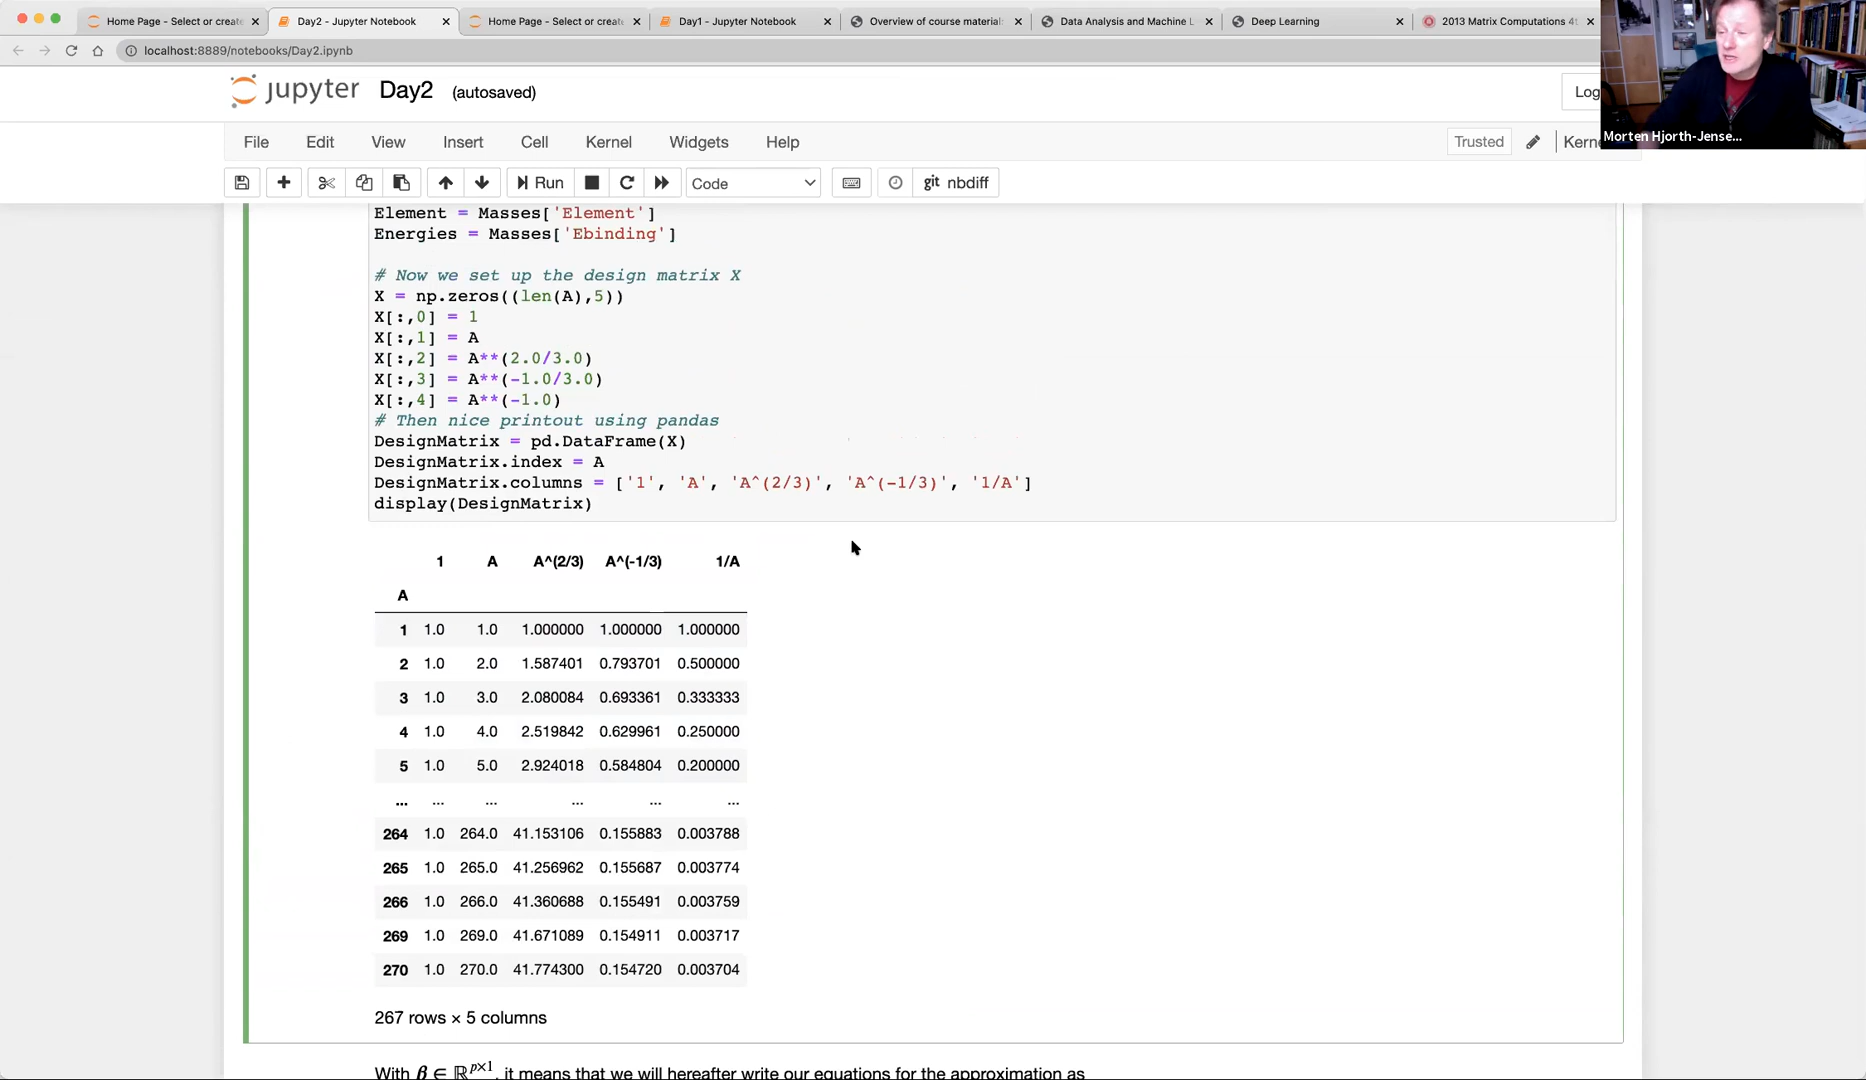 Home Page - Select or create
Day2 - Jupyter Notebook
Home Page - Select or create
Day1 - Jupyter Notebook
Overview of course materials
Data Analysis and Machine L
Deep Learning
2013 Matrix Computations 4t
localhost:8889/notebooks/Day2.ipynb
jupyter Day2 (autosaved)
Log
Morten Hjorth-Jense...
File Edit View Insert Cell Kernel Widgets Help
Trusted
Kerne
Run
Code
git nbdiff
Element = Masses['Element']
Energies = Masses['Ebinding']
# Now we set up the design matrix X
X = np.zeros((len(A),5))
X[:,0] = 1
X[:,1] = A
X[:,2] = A**(2.0/3.0)
X[:,3] = A**(-1.0/3.0)
X[:,4] = A**(-1.0)
# Then nice printout using pandas
DesignMatrix = pd.DataFrame(X)
DesignMatrix.index = A
DesignMatrix.columns = ['1', 'A', 'A^(2/3)', 'A^(-1/3)', '1/A']
display(DesignMatrix)
1 A A^(2/3) A^(-1/3) 1/A
A
1 1.0 1.0 1.000000 1.000000 1.000000
2 1.0 2.0 1.587401 0.793701 0.500000
3 1.0 3.0 2.080084 0.693361 0.333333
4 1.0 4.0 2.519842 0.629961 0.250000
5 1.0 5.0 2.924018 0.584804 0.200000
... ... ... ... ... ...
264 1.0 264.0 41.153106 0.155883 0.003788
265 1.0 265.0 41.256962 0.155687 0.003774
266 1.0 266.0 41.360688 0.155491 0.003759
269 1.0 269.0 41.671089 0.154911 0.003717
270 1.0 270.0 41.774300 0.154720 0.003704
267 rows × 5 columns
With β ∈ ℝ^{p×1}, it means that we will hereafter write our equations for the approximation as